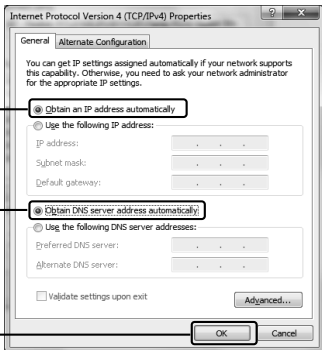 Internet Protocol Version 4 (TCP/IPv4) Properties
General
Alternate Configuration
You can get IP settings assigned automatically if your network supports
this capability. Otherwise, you need to ask your network administrator
for the appropriate IP settings.
Obtain an IP address automatically
Use the following IP address:
IP address:
Subnet mask:
Default gateway:
Obtain DNS server address automatically
Use the following DNS server addresses:
Preferred DNS server:
Alternate DNS server:
Validate settings upon exit
Advanced...
OK
Cancel